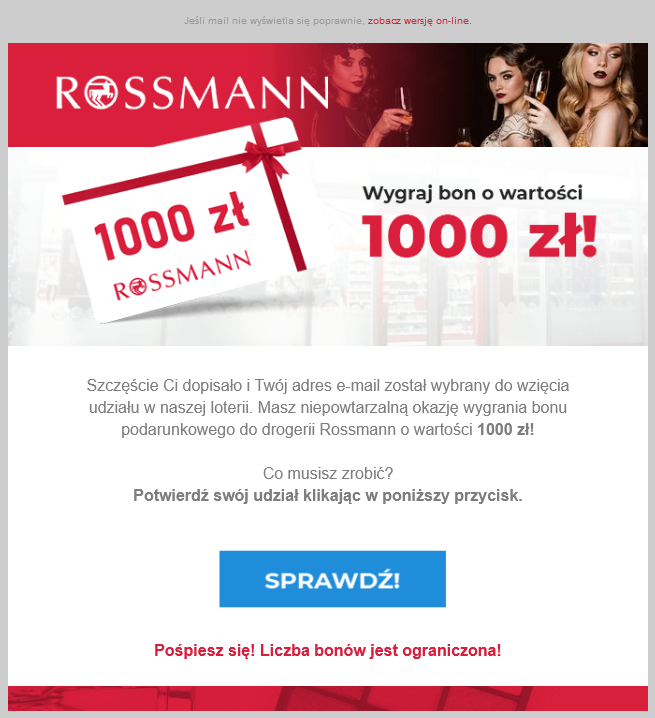 Jeśli mail nie wyświetla się poprawnie, zobacz wersję on-line.
ROSSMANN
1000 zł
ROSSMANN
Wygraj bon o wartości
1000 zł!
Szczęście Ci dopisało i Twój adres e-mail został wybrany do wzięcia
udziału w naszej loterii. Masz niepowtarzalną okazję wygrania bonu
podarunkowego do drogerii Rossmann o wartości 1000 zł!
Co musisz zrobić?
Potwierdź swój udział klikając w poniższy przycisk.
SPRAWDŹ!
Pośpiesz się! Liczba bonów jest ograniczona!